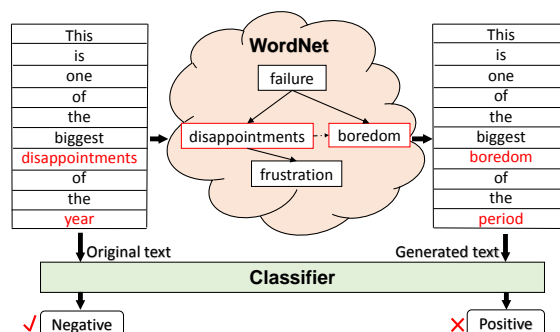 This
is
one
of
the
biggest
disappointments
of
the
year
WordNet
failure
disappointments
boredom
frustration
This
is
one
of
the
biggest
boredom
of
the
period
Original text
Generated text
Classifier
Negative
Positive